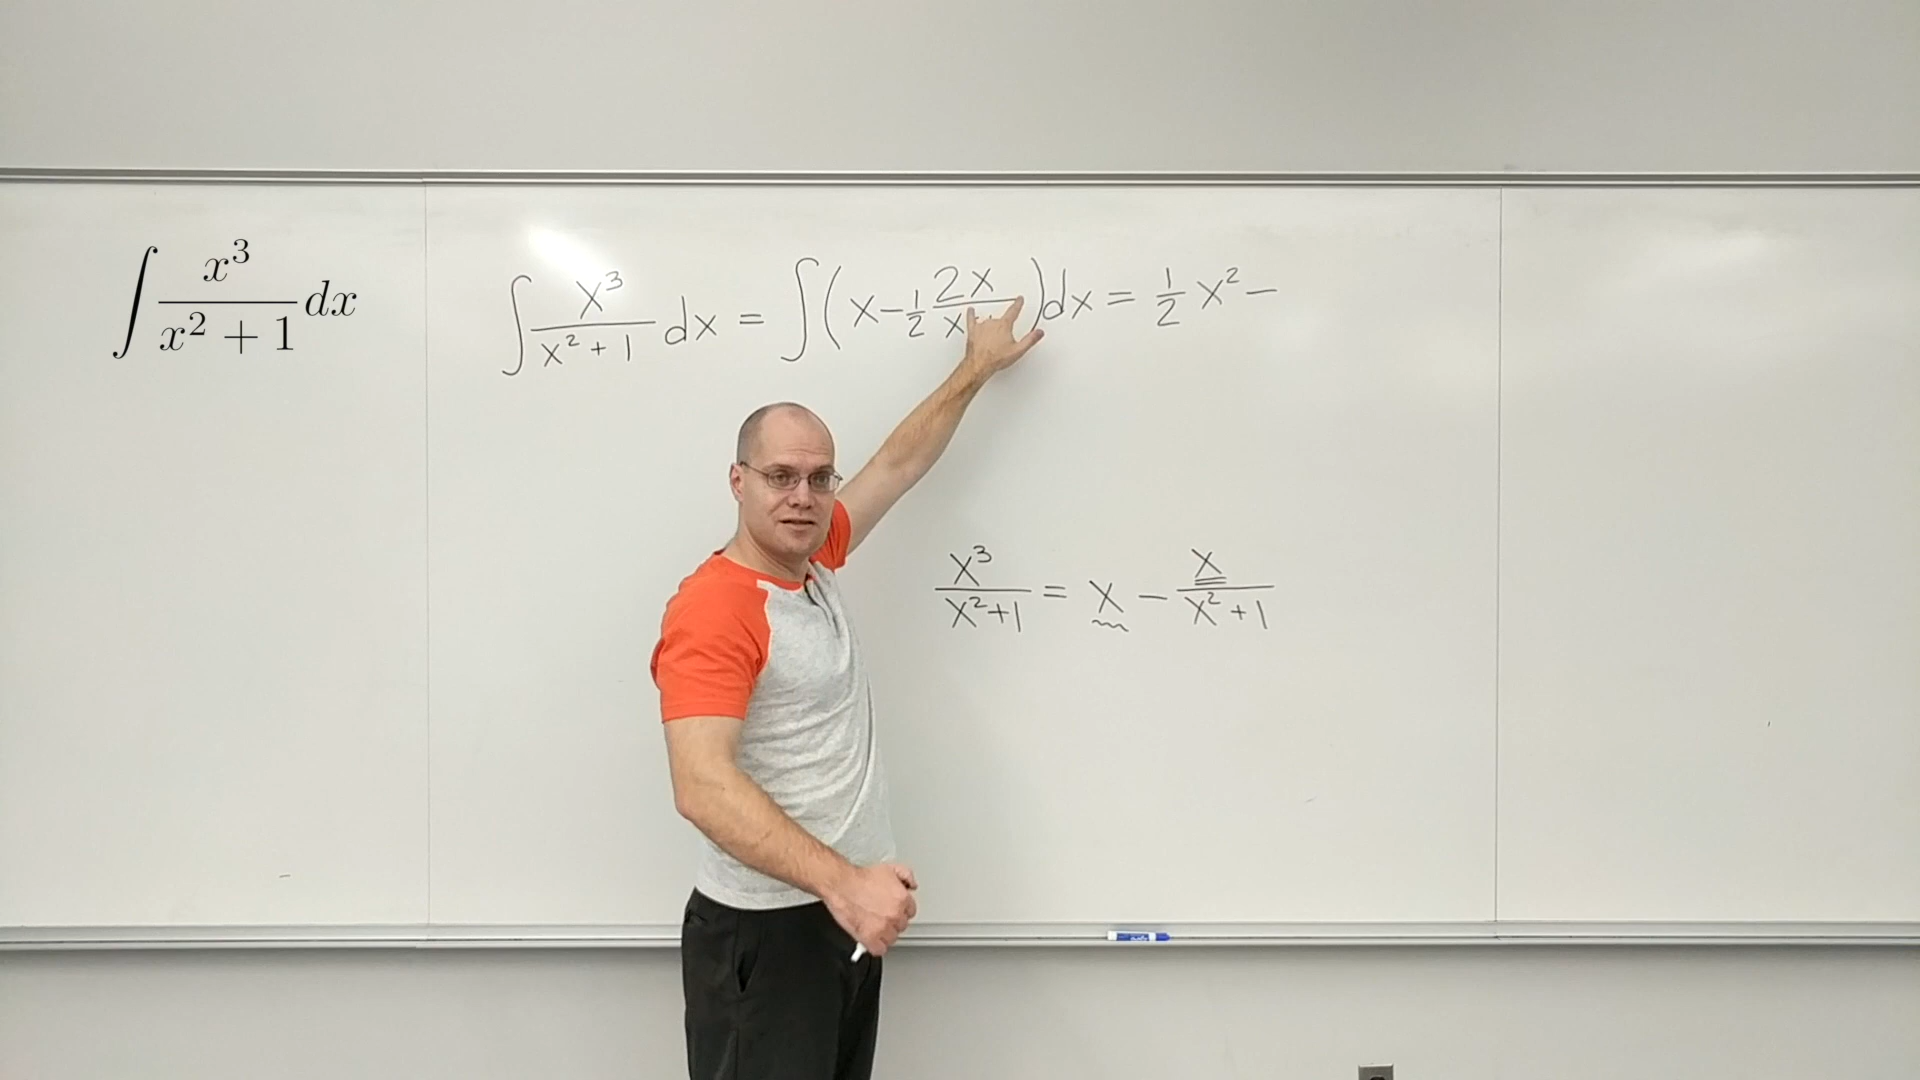 ∫ x³/(x² + 1) dx
∫ x³/(x² + 1) dx = ∫ (x − 1/2 2x/x) dx = 1/2 x² −
x³/(x²+1) = x − x/(x²+1)